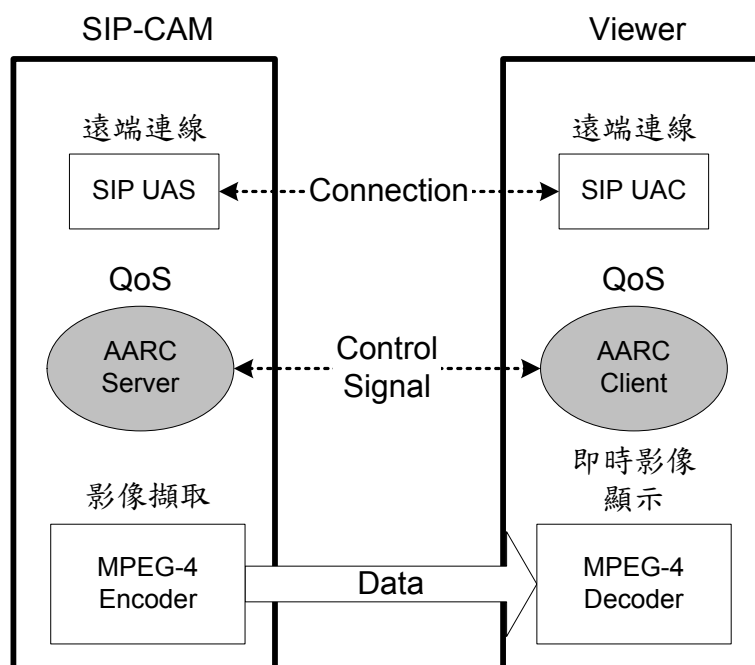 SIP-CAM
Viewer
遠端連線
遠端連線
SIP UAS
Connection
SIP UAC
QoS
QoS
AARC
Server
Control
Signal
AARC
Client
影像擷取
即時影像
顯示
MPEG-4
Encoder
Data
MPEG-4
Decoder